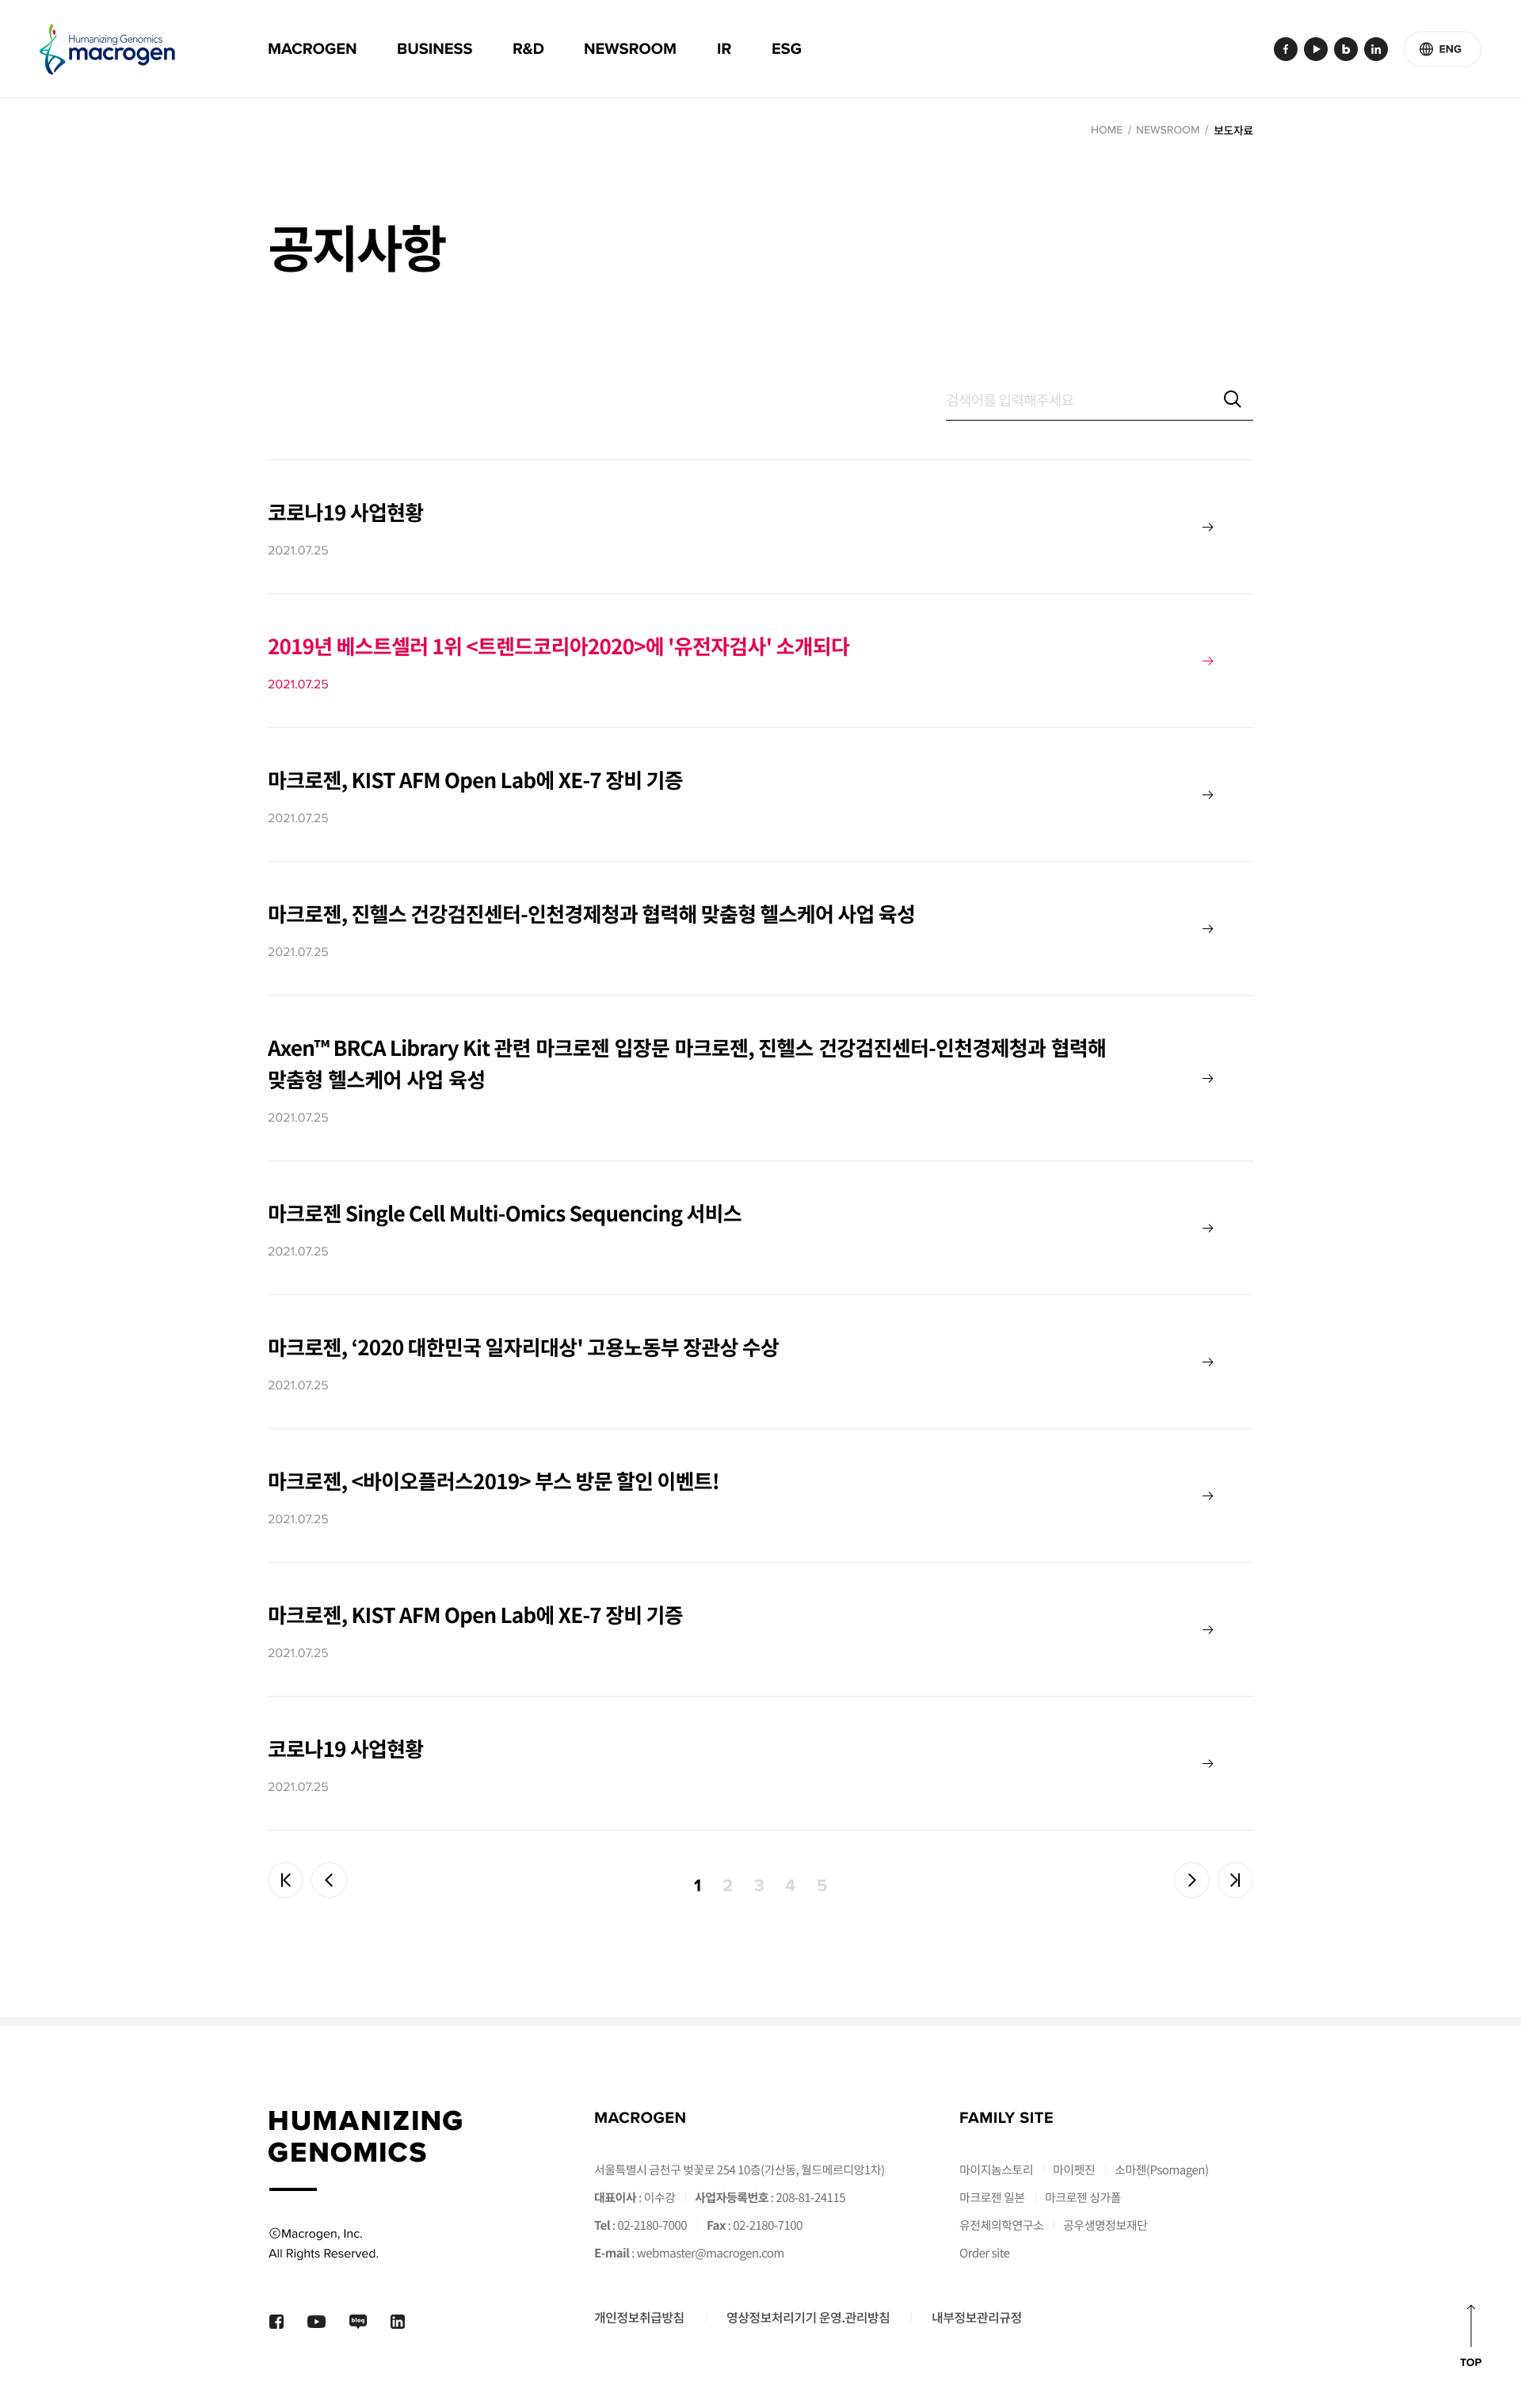 Humanizing Genomics
macrogen
MACROGEN
BUSINESS
R&D
NEWSROOM
IR
ESG
ENG
HOME / NEWSROOM / 보도자료
공지사항
검색어를 입력해주세요
코로나19 사업현황
2021.07.25
2019년 베스트셀러 1위 <트렌드코리아2020>에 '유전자검사' 소개되다
2021.07.25
마크로젠, KIST AFM Open Lab에 XE-7 장비 기증
2021.07.25
마크로젠, 진헬스 건강검진센터-인천경제청과 협력해 맞춤형 헬스케어 사업 육성
2021.07.25
Axen™ BRCA Library Kit 관련 마크로젠 입장문 마크로젠, 진헬스 건강검진센터-인천경제청과 협력해
맞춤형 헬스케어 사업 육성
2021.07.25
마크로젠 Single Cell Multi-Omics Sequencing 서비스
2021.07.25
마크로젠, ‘2020 대한민국 일자리대상' 고용노동부 장관상 수상
2021.07.25
마크로젠, <바이오플러스2019> 부스 방문 할인 이벤트!
2021.07.25
마크로젠, KIST AFM Open Lab에 XE-7 장비 기증
2021.07.25
코로나19 사업현황
2021.07.25
1 2 3 4 5
HUMANIZING
GENOMICS
ⓒMacrogen, Inc.
All Rights Reserved.
blog
MACROGEN
서울특별시 금천구 벚꽃로 254 10층(가산동, 월드메르디앙1차)
대표이사 : 이수강 사업자등록번호 : 208-81-24115
Tel : 02-2180-7000 Fax : 02-2180-7100
E-mail : webmaster@macrogen.com
FAMILY SITE
마이지놈스토리 마이펫진 소마젠(Psomagen)
마크로젠 일본 마크로젠 싱가폴
유전체의학연구소 공우생명정보재단
Order site
개인정보취급방침 영상정보처리기기 운영.관리방침 내부정보관리규정
TOP